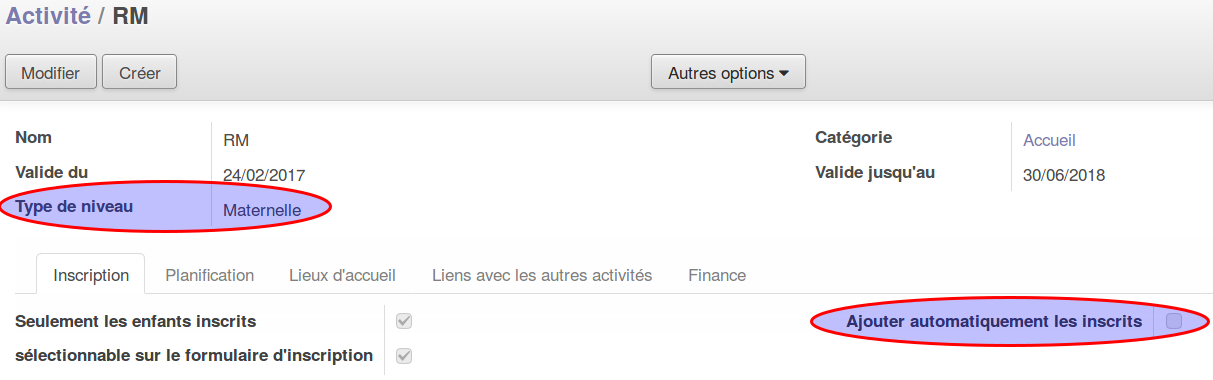 Activité / RM
Modifier Créer Autres options
Nom RM Catégorie Accueil
Valide du 24/02/2017 Valide jusqu'au 30/06/2018
Type de niveau Maternelle
Inscription Planification Lieux d'accueil Liens avec les autres activités Finance
Seulement les enfants inscrits Ajouter automatiquement les inscrits
sélectionnable sur le formulaire d'inscription